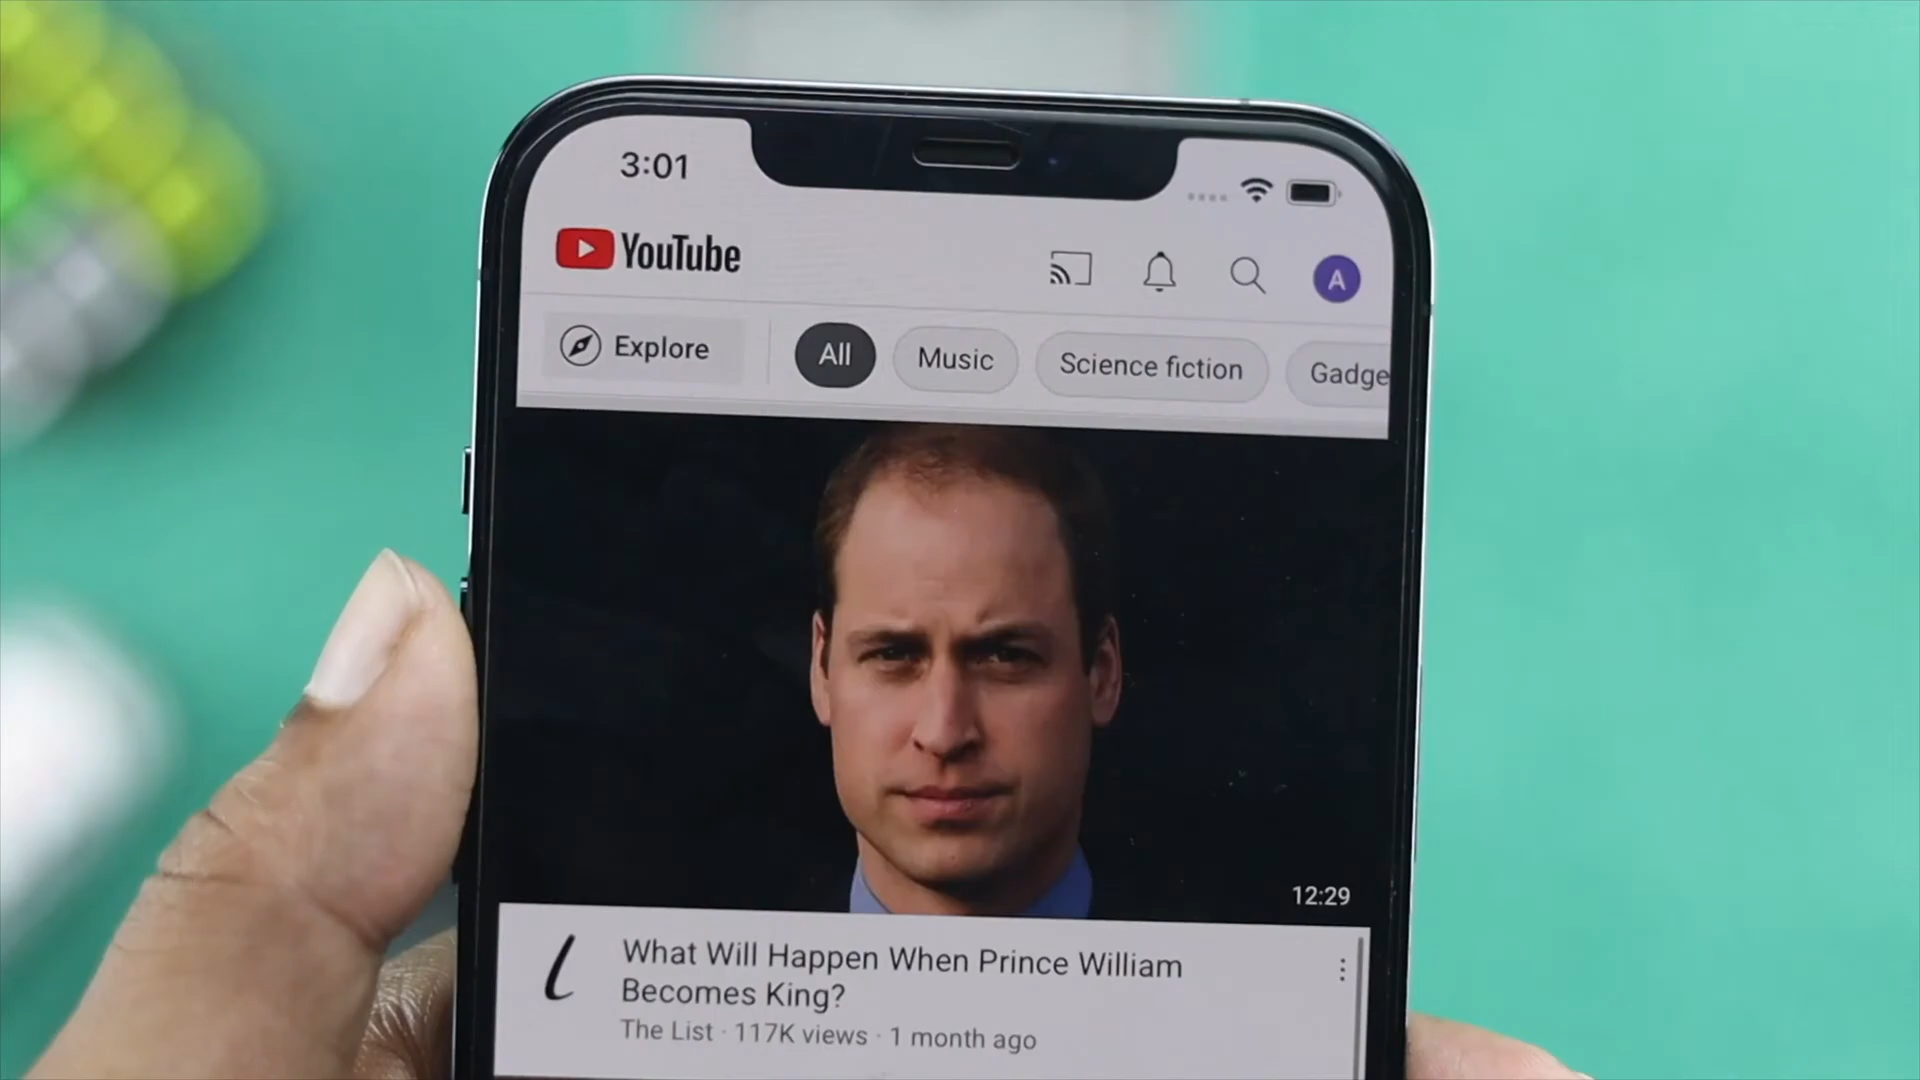 3:01
YouTube
A
Explore
All
Music
Science fiction
Gadge
12:29
l
What Will Happen When Prince William
Becomes King?
The List · 117K views · 1 month ago